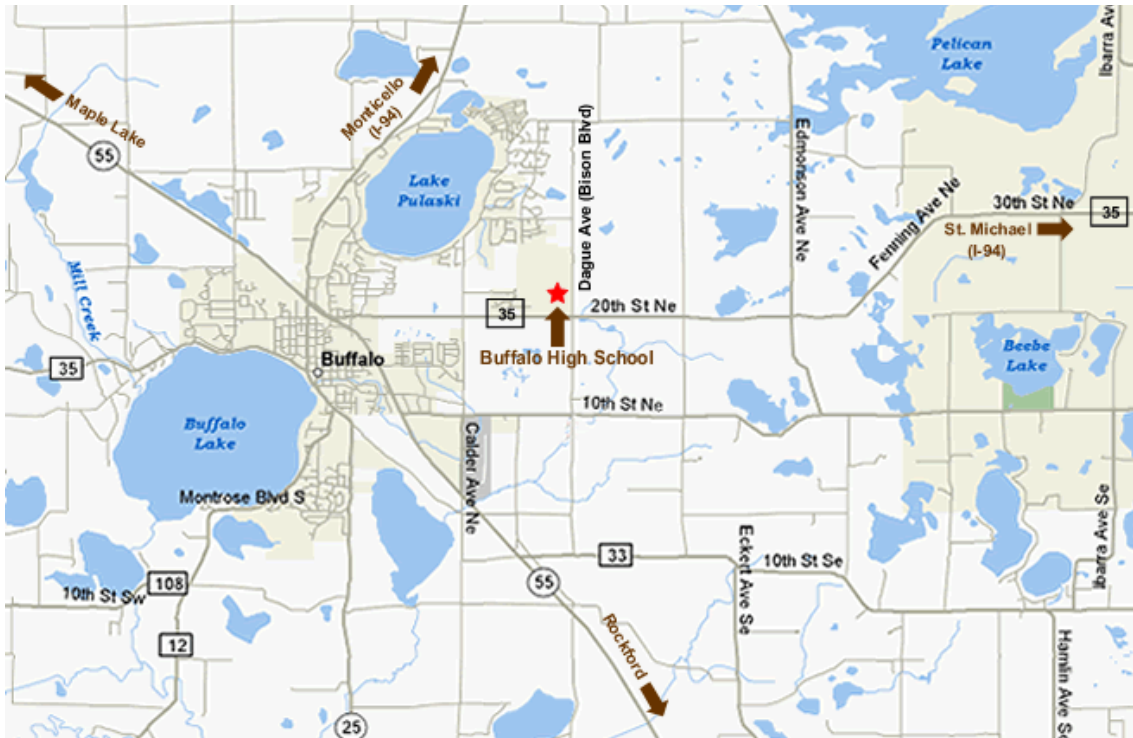 Pelican
Lake
Ibarra Av
Maple Lake
Monticello
(I-94)
55
Lake
Pulaski
Dague Ave (Bison Blvd)
Edmonson Ave Ne
Fenning Ave Ne
30th St Ne
35
St. Michael
(I-94)
Mill Creek
35
20th St Ne
Buffalo High School
35
Buffalo
Beebe
Lake
10th St Ne
Buffalo
Lake
Calder Ave Ne
Montrose Blvd S
Ibarra Ave Se
Eckert Ave Se
33
10th St Se
108
10th St Sw
55
12
Rockford
Hamlin Ave Se
25